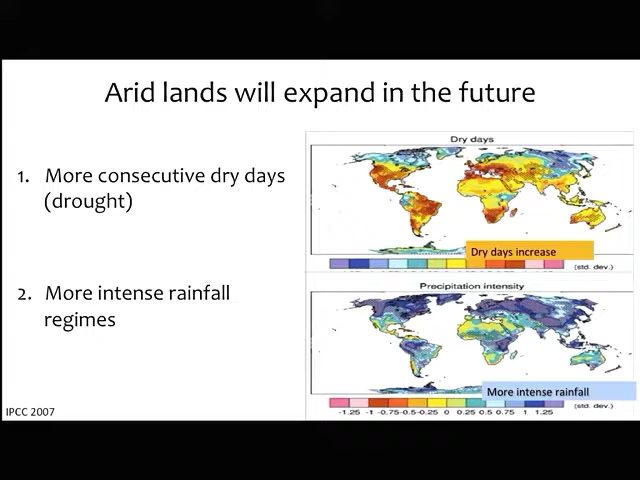 Arid lands will expand in the future
1. More consecutive dry days
(drought)
2. More intense rainfall
regimes
IPCC 2007
Dry days
Dry days increase
(std. dev.)
Precipitation intensity
More intense rainfall
-1.25 -1 -0.75 -0.5 -0.25 0 0.25 0.5 0.75 1 1.25 (std. dev.)